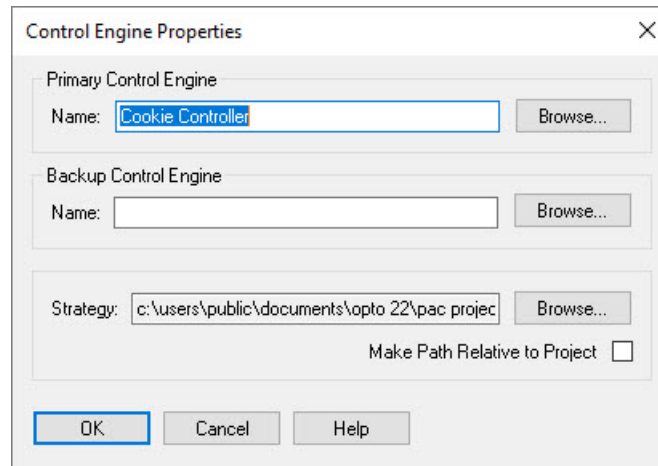 Control Engine Properties
Primary Control Engine
Name: Cookie Controller Browse...
Backup Control Engine
Name: Browse...
Strategy: c:\users\public\documents\opto 22\pac projec Browse...
Make Path Relative to Project
OK Cancel Help